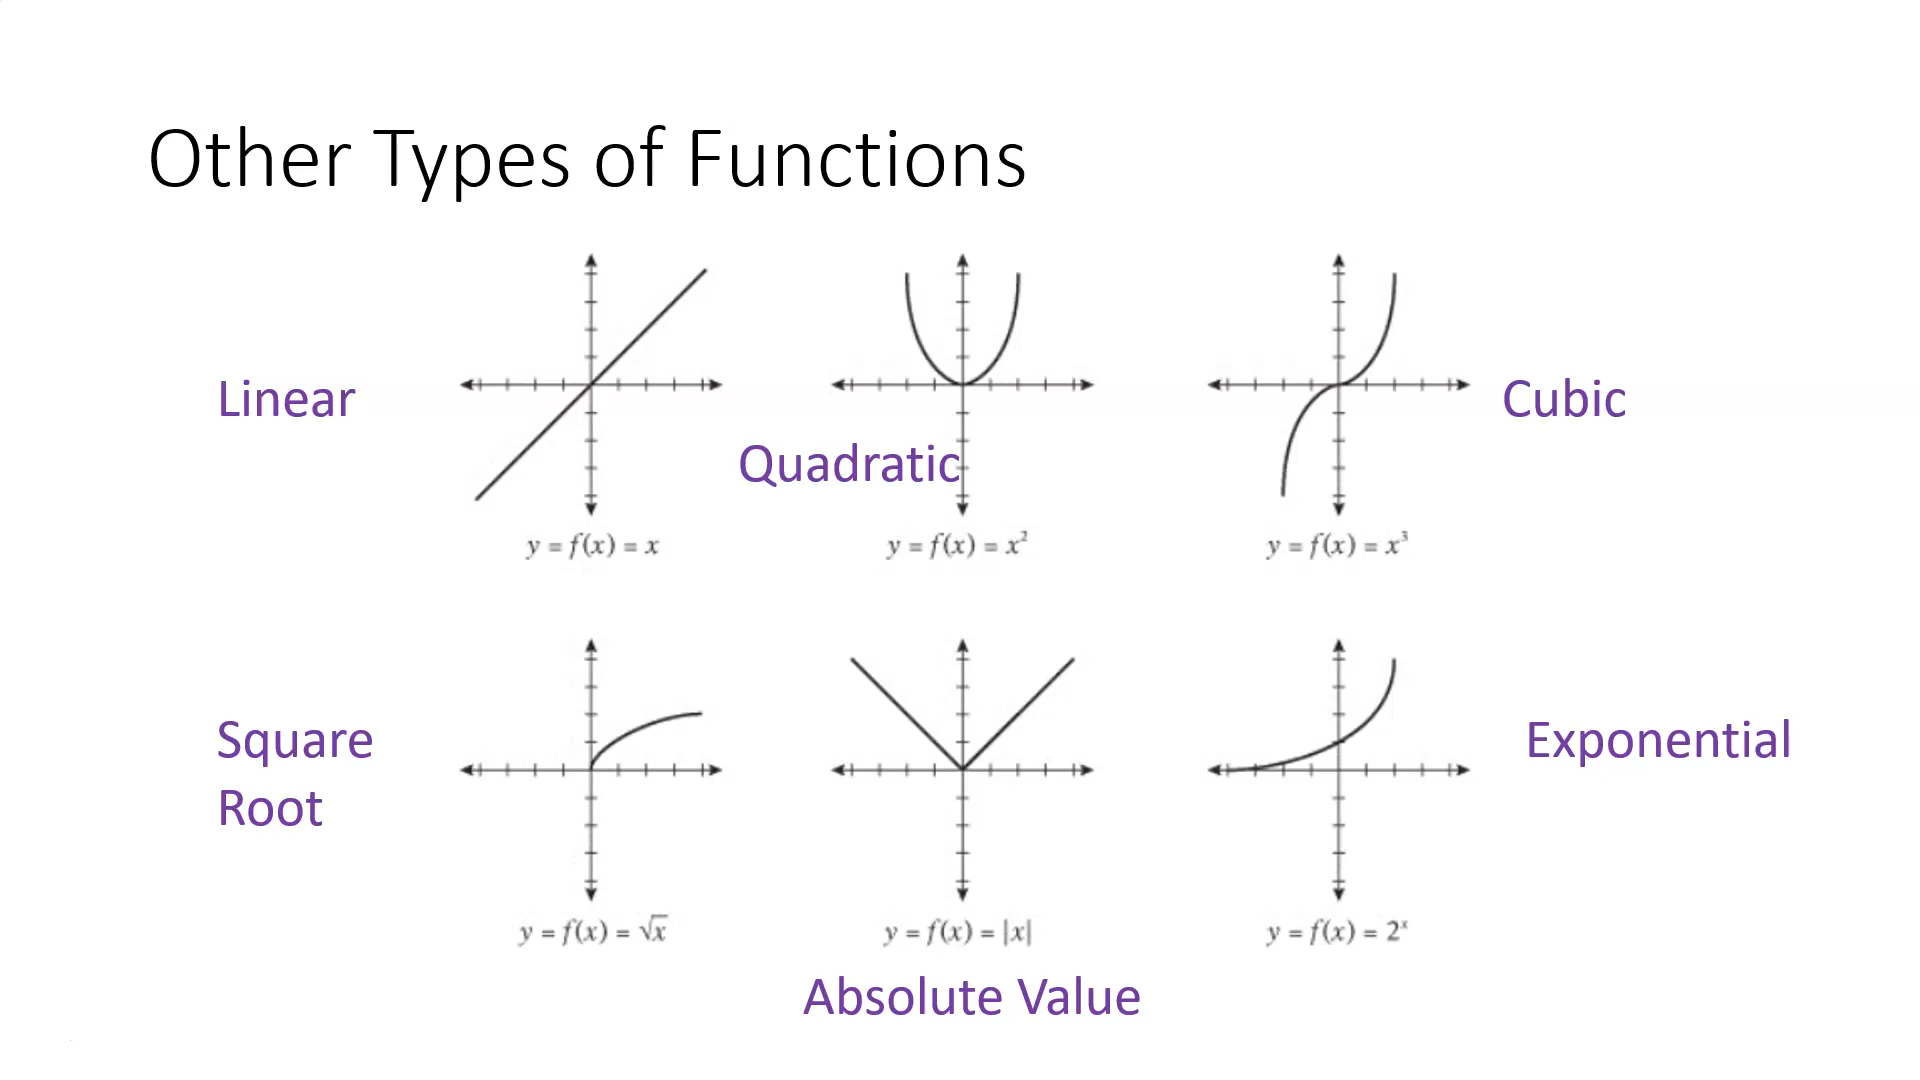 Other Types of Functions
Linear
Quadratic
Cubic
y = f(x) = x
y = f(x) = x²
y = f(x) = x³
Square
Root
Exponential
y = f(x) = √x
y = f(x) = |x|
y = f(x) = 2ˣ
Absolute Value